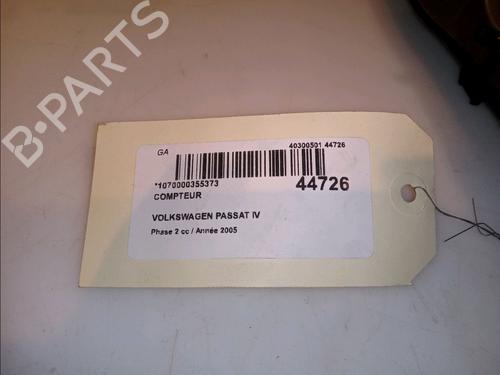 B-PARTS
GA
40300501 44726
*1070000355373
44726
COMPTEUR
VOLKSWAGEN PASSAT IV
Phase 2 cc / Année 2005